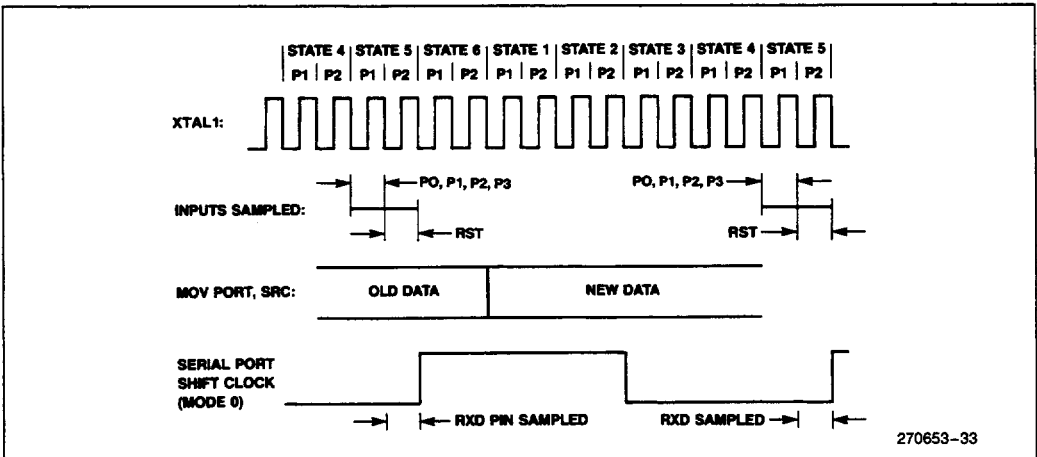 STATE 4 | STATE 5 | STATE 6 | STATE 1 | STATE 2 | STATE 3 | STATE 4 | STATE 5
P1 | P2 | P1 | P2 | P1 | P2 | P1 | P2 | P1 | P2 | P1 | P2 | P1 | P2 | P1 | P2
XTAL1:
PO, P1, P2, P3 PO, P1, P2, P3
INPUTS SAMPLED:
RST RST
MOV PORT, SRC: OLD DATA NEW DATA
SERIAL PORT
SHIFT CLOCK
(MODE 0)
RXD PIN SAMPLED RXD SAMPLED
270653-33